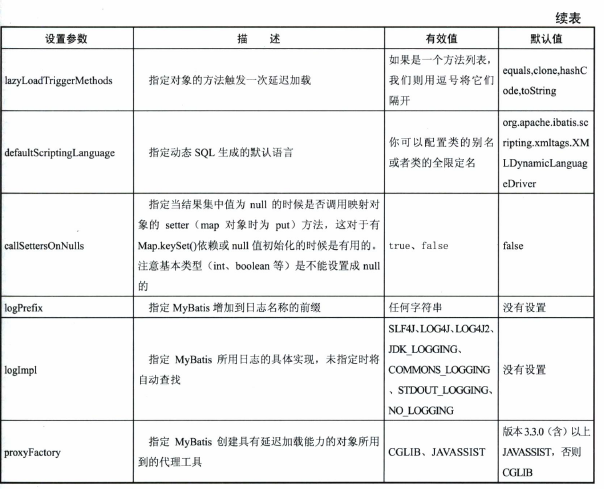 续表
设置参数
描 述
有效值
默认值
lazyLoadTriggerMethods
指定对象的方法触发一次延迟加载
如果是一个方法列表，
我们则用逗号将它们
隔开
equals,clone,hashC
ode,toString
defaultScriptingLanguage
指定动态 SQL 生成的默认语言
你可以配置类的别名
或者类的全限定名
org.apache.ibatis.sc
ripting.xmltags.XM
LDynamicLanguag
eDriver
callSettersOnNulls
指定当结果集中值为 null 的时候是否调用映射对
象的 setter（map 对象时为 put）方法，这对于有
Map.keySet()依赖或 null 值初始化的时候是有用的。
注意基本类型（int、boolean 等）是不能设置成 null
的
true、false
false
logPrefix
指定 MyBatis 增加到日志名称的前缀
任何字符串
没有设置
logImpl
指定 MyBatis 所用日志的具体实现，未指定时将
自动查找
SLF4J、LOG4J、LOG4J2、
JDK_LOGGING、
COMMONS_LOGGING
、STDOUT_LOGGING、
NO_LOGGING
没有设置
proxyFactory
指定 MyBatis 创建具有延迟加载能力的对象所用
到的代理工具
CGLIB、JAVASSIST
版本 3.3.0（含）以上
JAVASSIST，否则
CGLIB